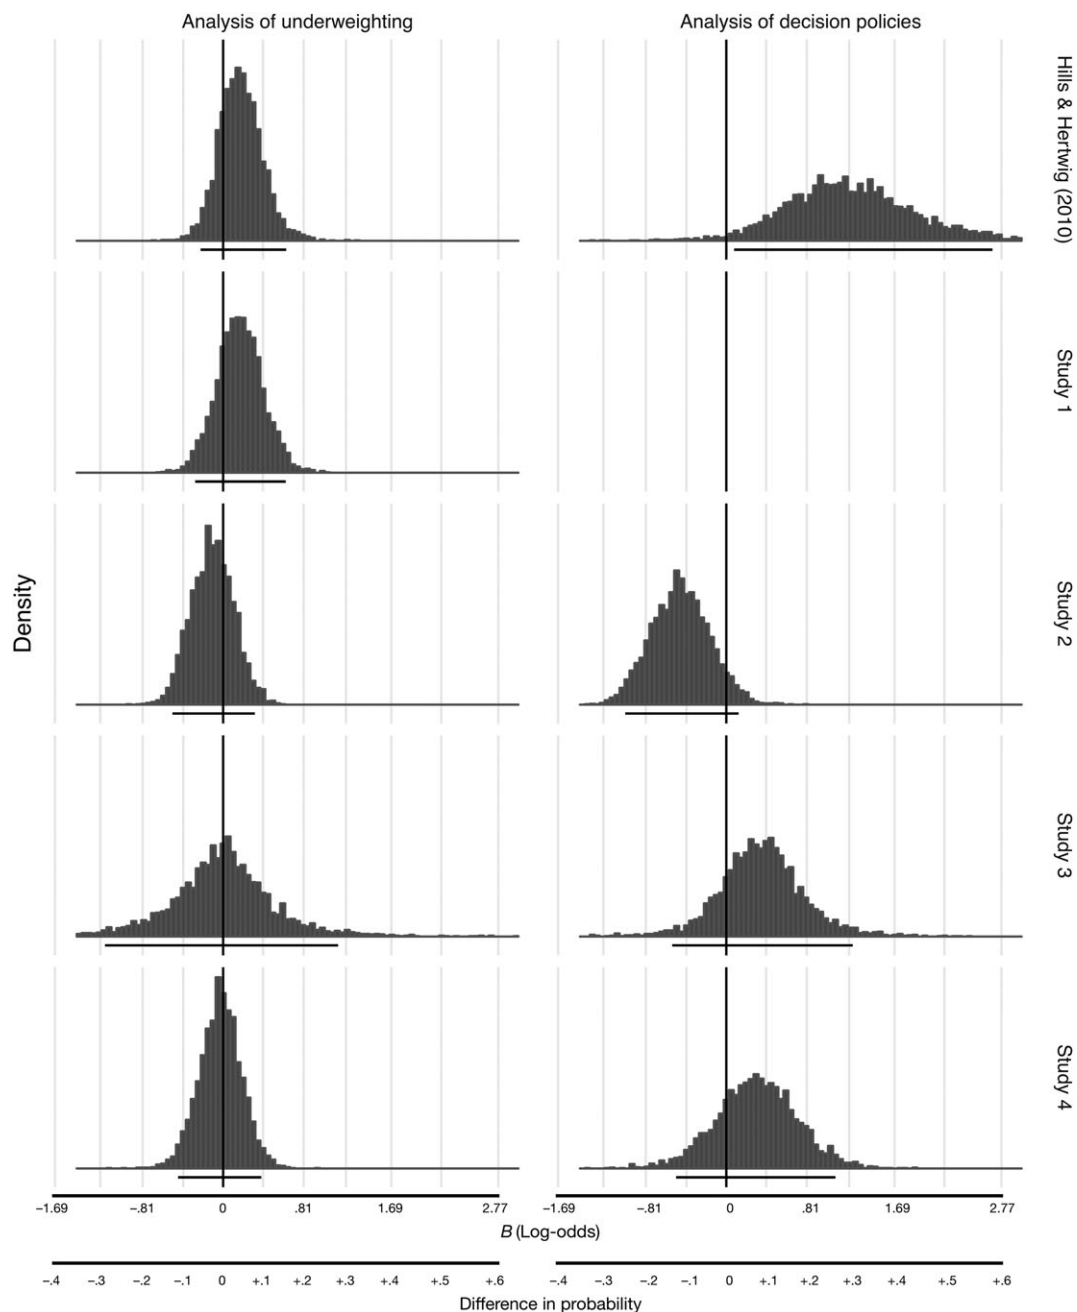 Analysis of underweighting
Analysis of decision policies
Hills & Hertwig (2010)
Study 1
Study 2
Study 3
Study 4
Density
−1.69 −.81 0 .81 1.69 2.77
−1.69 −.81 0 .81 1.69 2.77
B (Log-odds)
−.4 −.3 −.2 −.1 0 +.1 +.2 +.3 +.4 +.5 +.6
−.4 −.3 −.2 −.1 0 +.1 +.2 +.3 +.4 +.5 +.6
Difference in probability